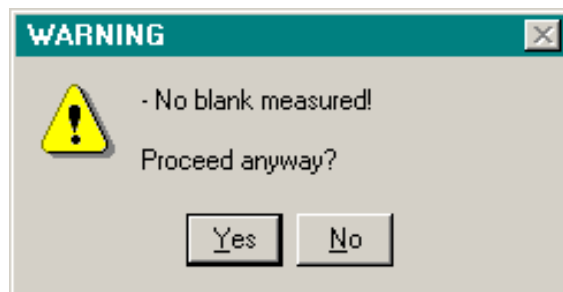 WARNING
- No blank measured!
Proceed anyway?
Yes
No